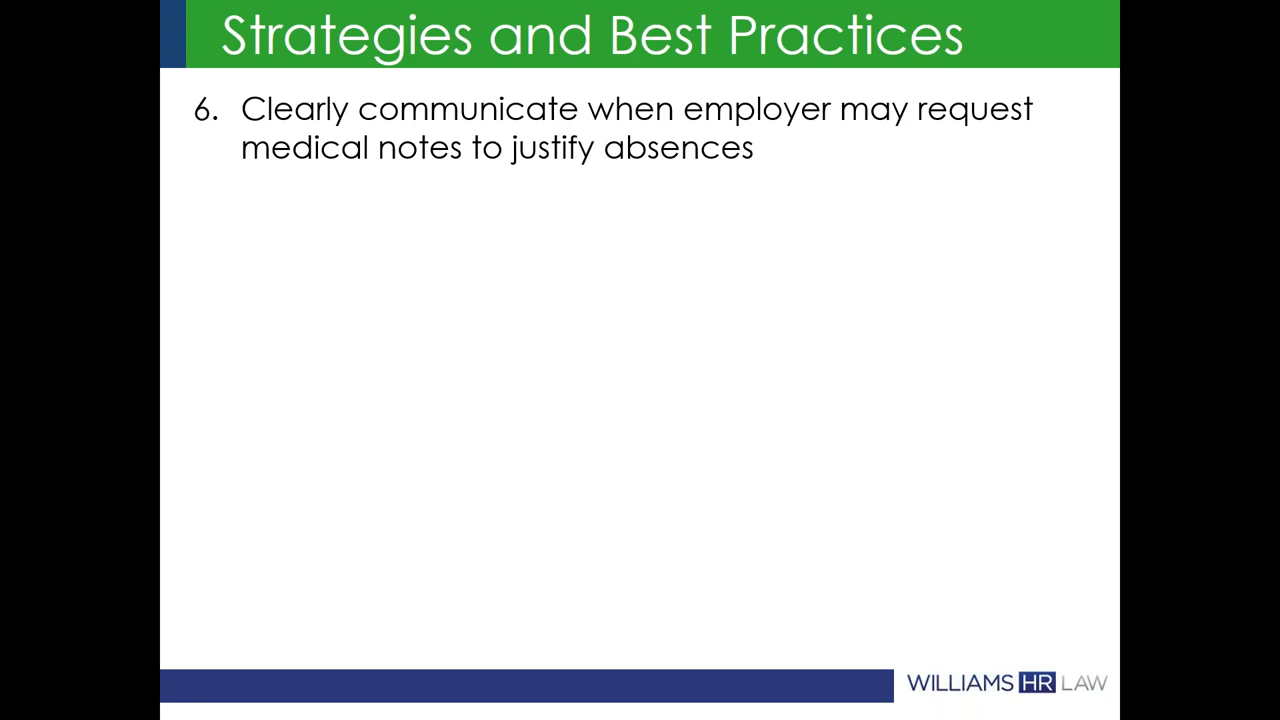 Strategies and Best Practices
6. Clearly communicate when employer may request
medical notes to justify absences
WILLIAMS HR LAW